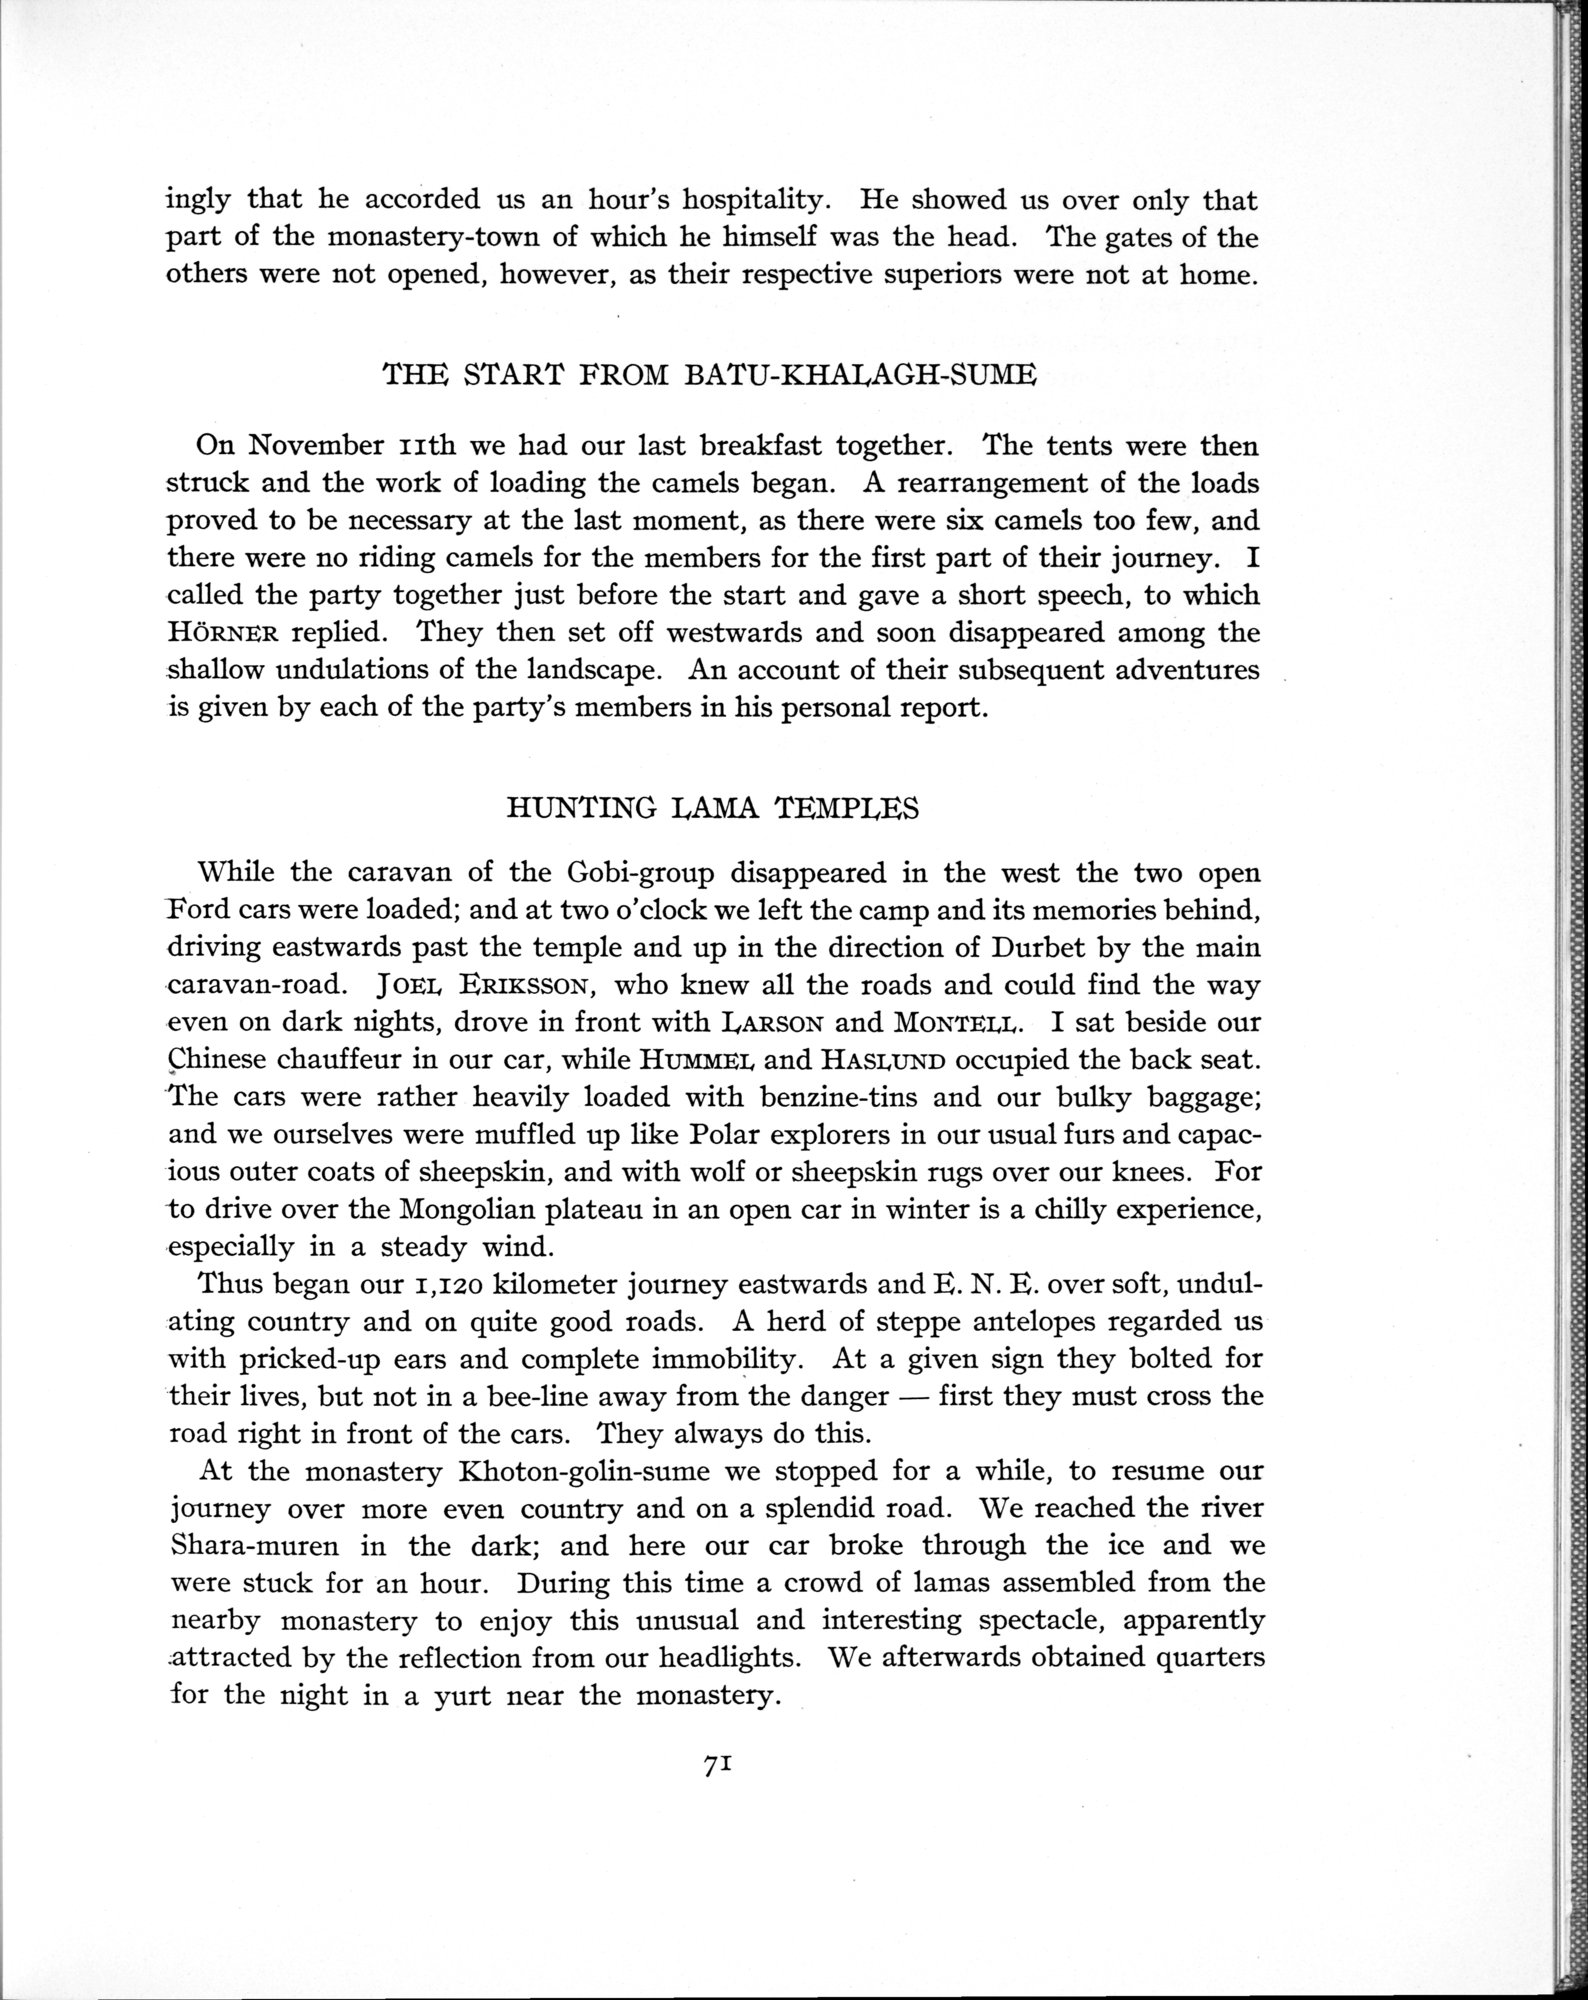 ingly that he accorded us an hour's hospitality. He showed us over only that
part of the monastery-town of which he himself was the head. The gates of the
others were not opened, however, as their respective superiors were not at home.
THE START FROM BATU-KHALAGH-SUME
On November 11th we had our last breakfast together. The tents were then
struck and the work of loading the camels began. A rearrangement of the loads
proved to be necessary at the last moment, as there were six camels too few, and
there were no riding camels for the members for the first part of their journey. I
called the party together just before the start and gave a short speech, to which
HÖRNER replied. They then set off westwards and soon disappeared among the
shallow undulations of the landscape. An account of their subsequent adventures
is given by each of the party's members in his personal report.
HUNTING LAMA TEMPLES
While the caravan of the Gobi-group disappeared in the west the two open
Ford cars were loaded; and at two o'clock we left the camp and its memories behind,
driving eastwards past the temple and up in the direction of Durbet by the main
caravan-road. JOEL ERIKSSON, who knew all the roads and could find the way
even on dark nights, drove in front with LARSON and MONTELL. I sat beside our
Chinese chauffeur in our car, while HUMMEL and HASLUND occupied the back seat.
The cars were rather heavily loaded with benzine-tins and our bulky baggage;
and we ourselves were muffled up like Polar explorers in our usual furs and capac-
ious outer coats of sheepskin, and with wolf or sheepskin rugs over our knees. For
to drive over the Mongolian plateau in an open car in winter is a chilly experience,
especially in a steady wind.
Thus began our 1,120 kilometer journey eastwards and E. N. E. over soft, undul-
ating country and on quite good roads. A herd of steppe antelopes regarded us
with pricked-up ears and complete immobility. At a given sign they bolted for
their lives, but not in a bee-line away from the danger — first they must cross the
road right in front of the cars. They always do this.
At the monastery Khoton-golin-sume we stopped for a while, to resume our
journey over more even country and on a splendid road. We reached the river
Shara-muren in the dark; and here our car broke through the ice and we
were stuck for an hour. During this time a crowd of lamas assembled from the
nearby monastery to enjoy this unusual and interesting spectacle, apparently
attracted by the reflection from our headlights. We afterwards obtained quarters
for the night in a yurt near the monastery.
71